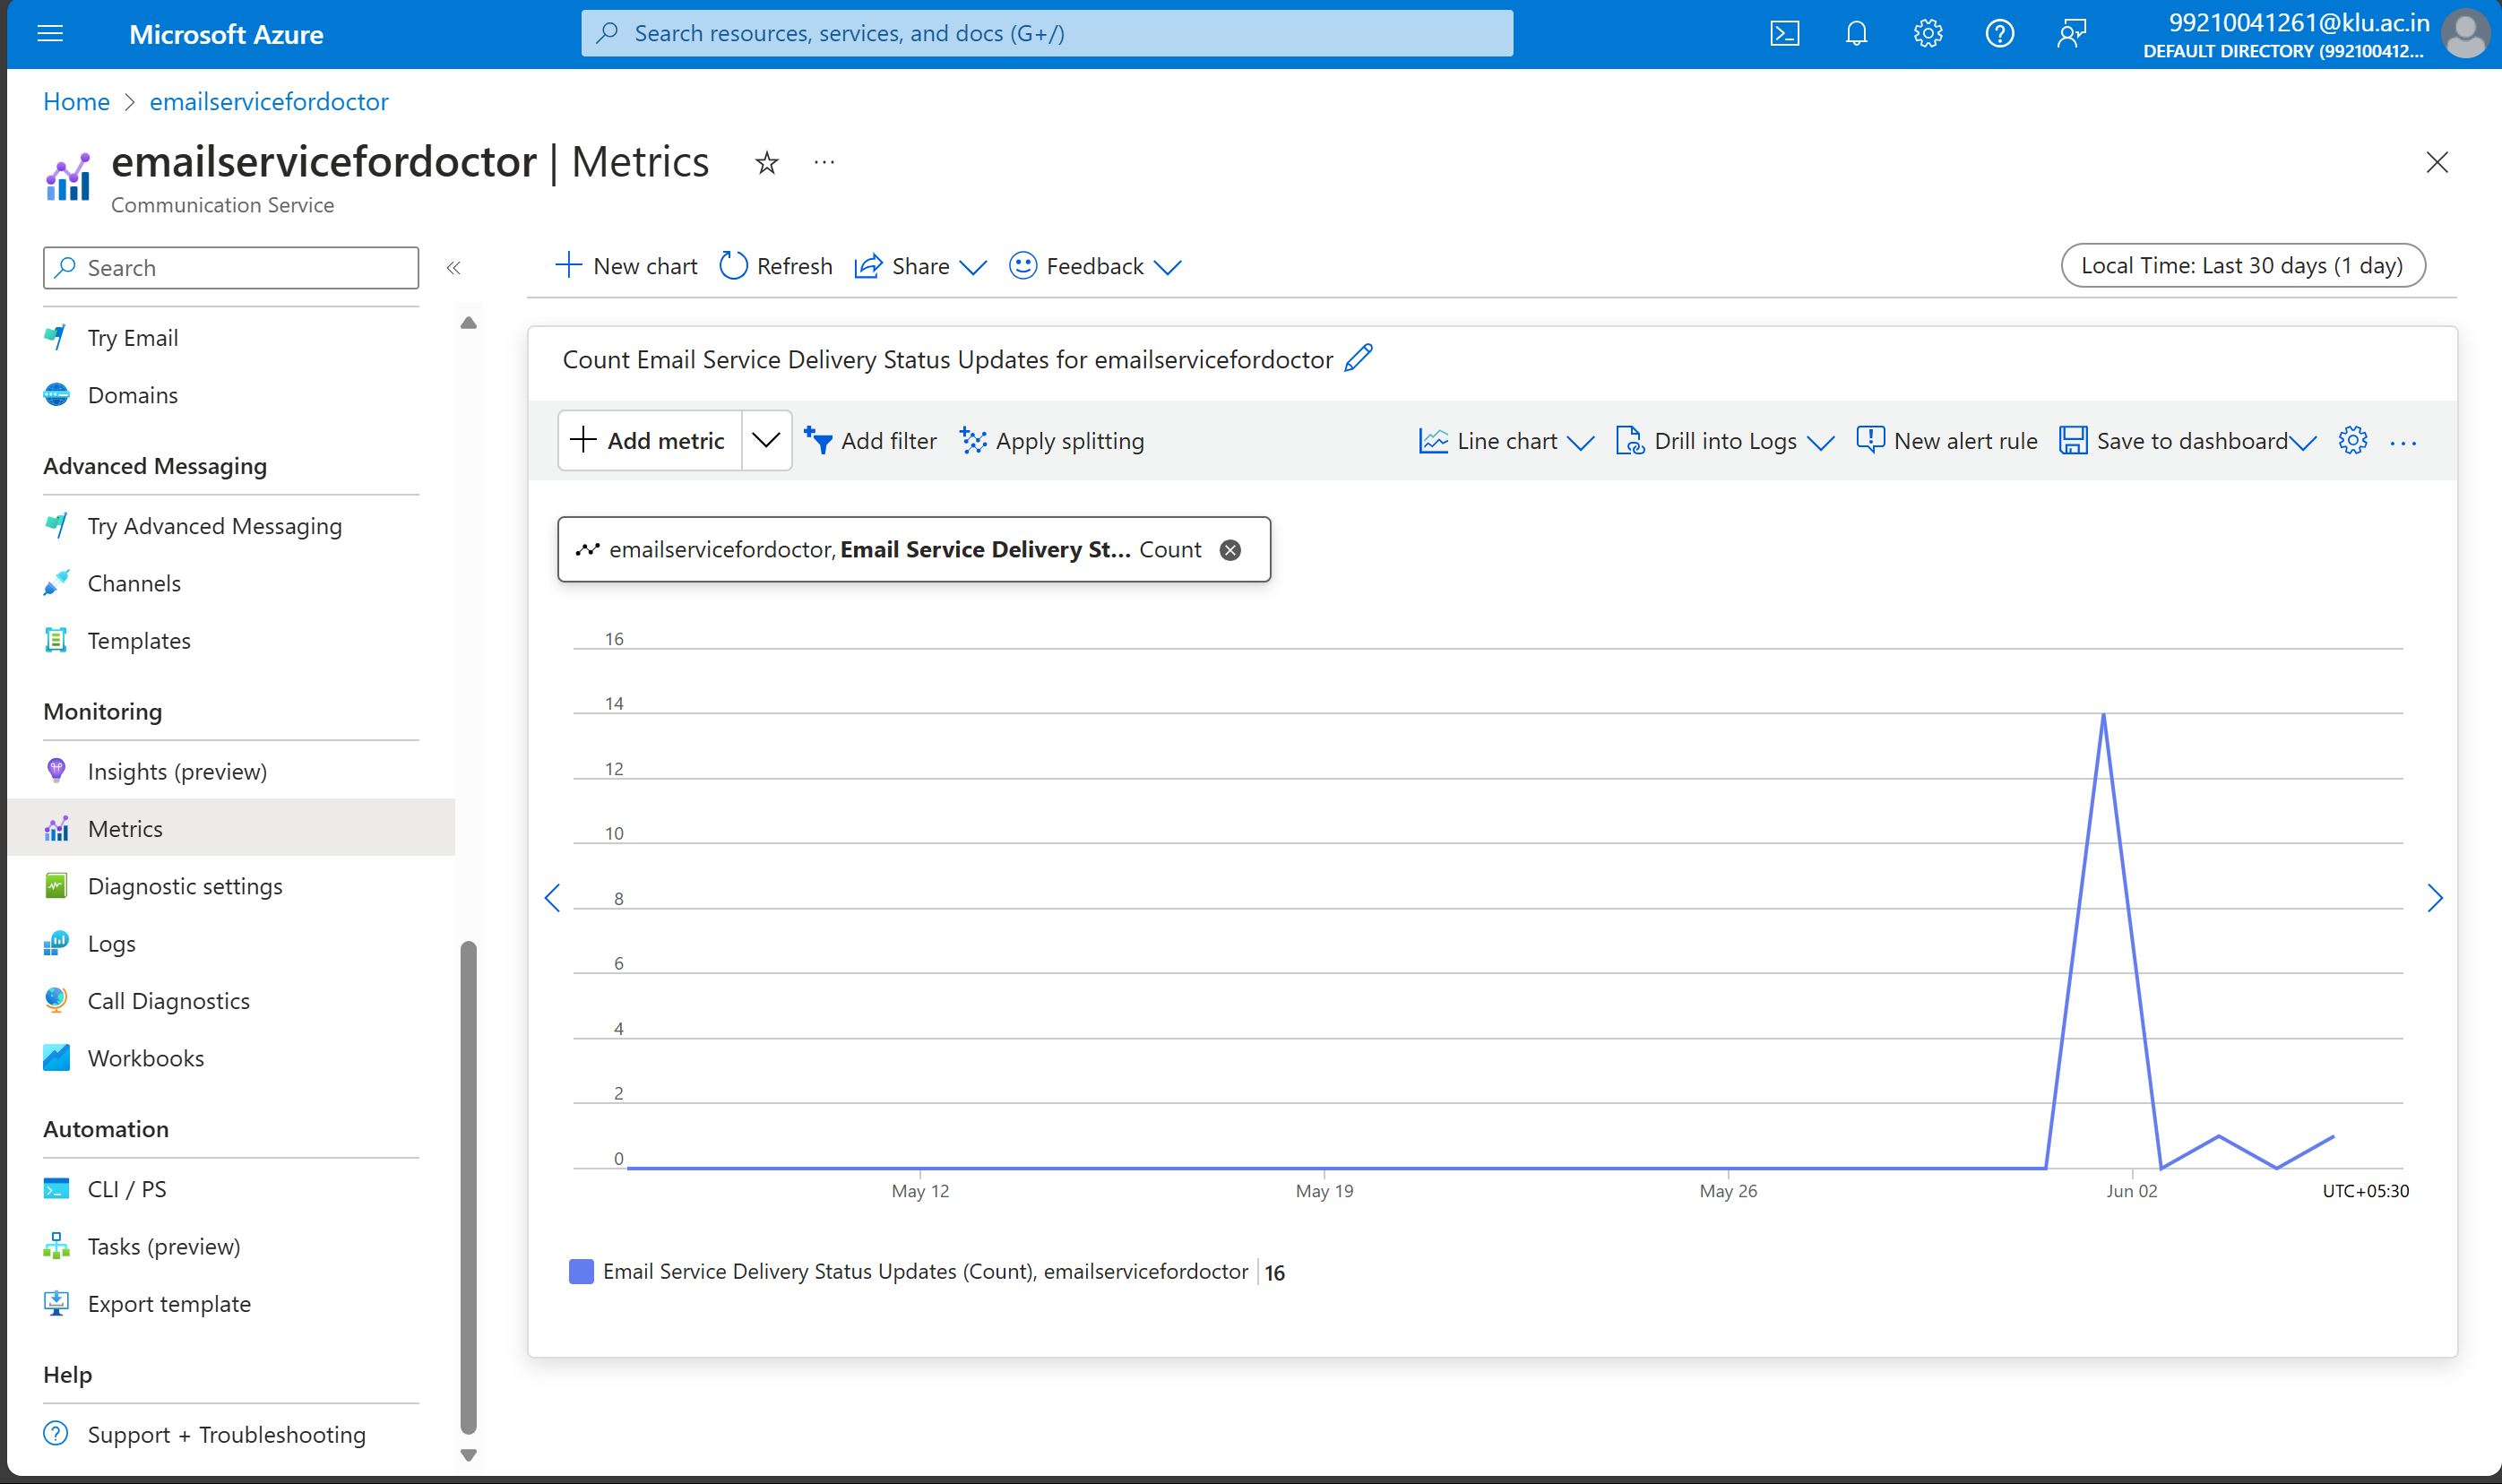 Microsoft Azure
Search resources, services, and docs (G+/)
99210041261@klu.ac.in
DEFAULT DIRECTORY (992100412...
Home > emailservicefordoctor
emailservicefordoctor | Metrics
Communication Service
Search
Try Email
Domains
Advanced Messaging
Try Advanced Messaging
Channels
Templates
Monitoring
Insights (preview)
Metrics
Diagnostic settings
Logs
Call Diagnostics
Workbooks
Automation
CLI / PS
Tasks (preview)
Export template
Help
Support + Troubleshooting
New chart Refresh Share Feedback
Local Time: Last 30 days (1 day)
Count Email Service Delivery Status Updates for emailservicefordoctor
Add metric Add filter Apply splitting Line chart Drill into Logs New alert rule Save to dashboard
emailservicefordoctor, Email Service Delivery St... Count
16
14
12
10
8
6
4
2
0
May 12 May 19 May 26 Jun 02 UTC+05:30
Email Service Delivery Status Updates (Count), emailservicefordoctor 16